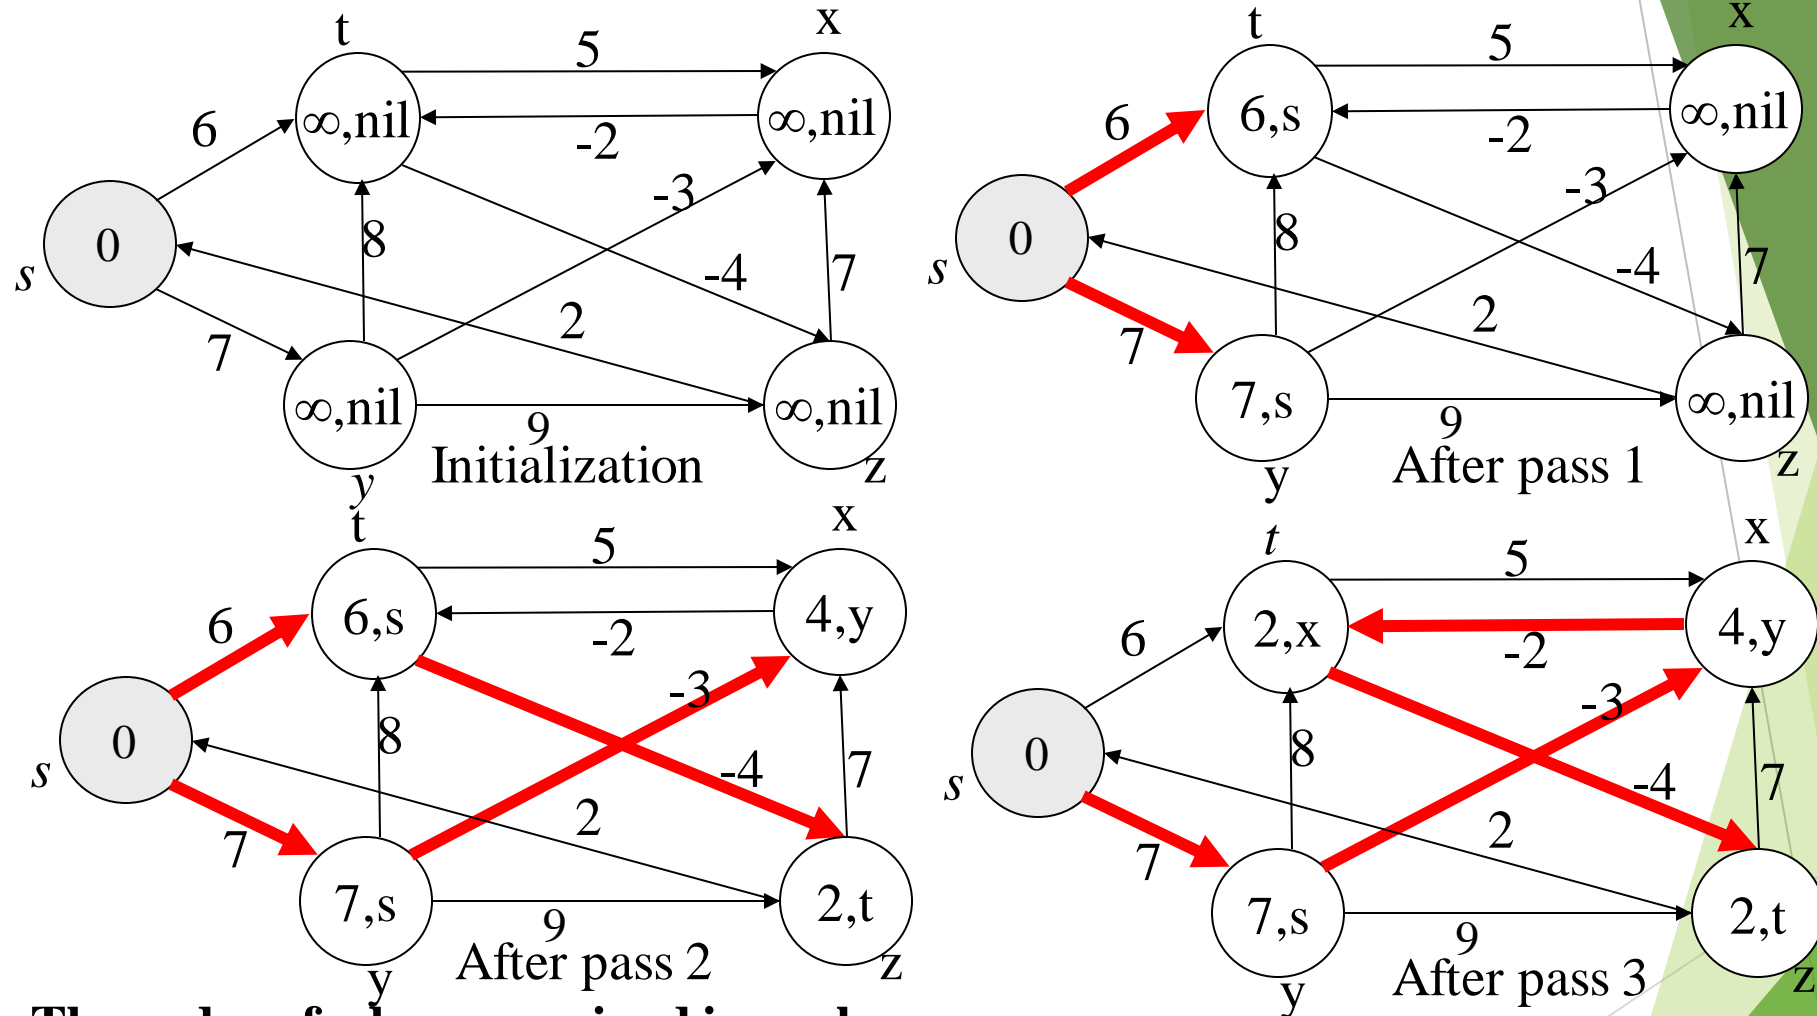 t
x
5
6
∞,nil
∞,nil
-2
-3
0
8
s
-4
7
2
7
∞,nil
∞,nil
9
Initialization
y
z
t
x
5
6
6,s
∞,nil
-2
-3
0
8
s
-4
7
2
7
7,s
∞,nil
9
After pass 1
y
z
t
x
5
6
6,s
4,y
-2
-3
0
8
s
-4
7
2
7
7,s
2,t
9
After pass 2
y
z
t
x
5
6
2,x
4,y
-2
-3
0
8
s
-4
7
2
7
7,s
2,t
9
After pass 3
y
z